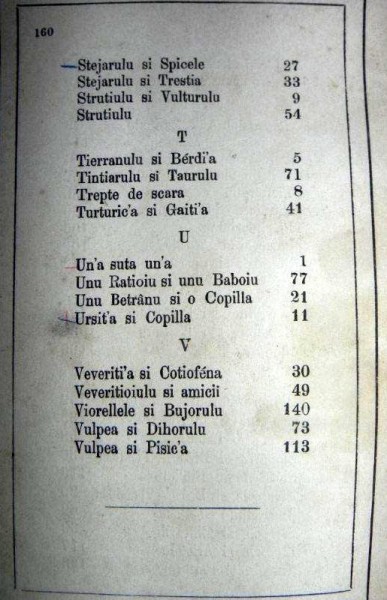 160
Stejarulu si Spicele 27
Stejarulu si Trestia 33
Strutiulu si Vulturulu 9
Strutiulu 54
T
Tierranulu si Bérdi'a 5
Tintiarulu si Taurulu 71
Trepte de scara 8
Turturic'a si Gaiti'a 41
U
Un'a suta un'a 1
Unu Ratioiu si unu Baboiu 77
Unu Betrânu si o Copilla 21
Ursit'a si Copilla 11
V
Veveriti'a si Cotioféna 30
Veveritioiulu si amicii 49
Viorellele si Bujorulu 140
Vulpea si Dihorulu 73
Vulpea si Pisic'a 113